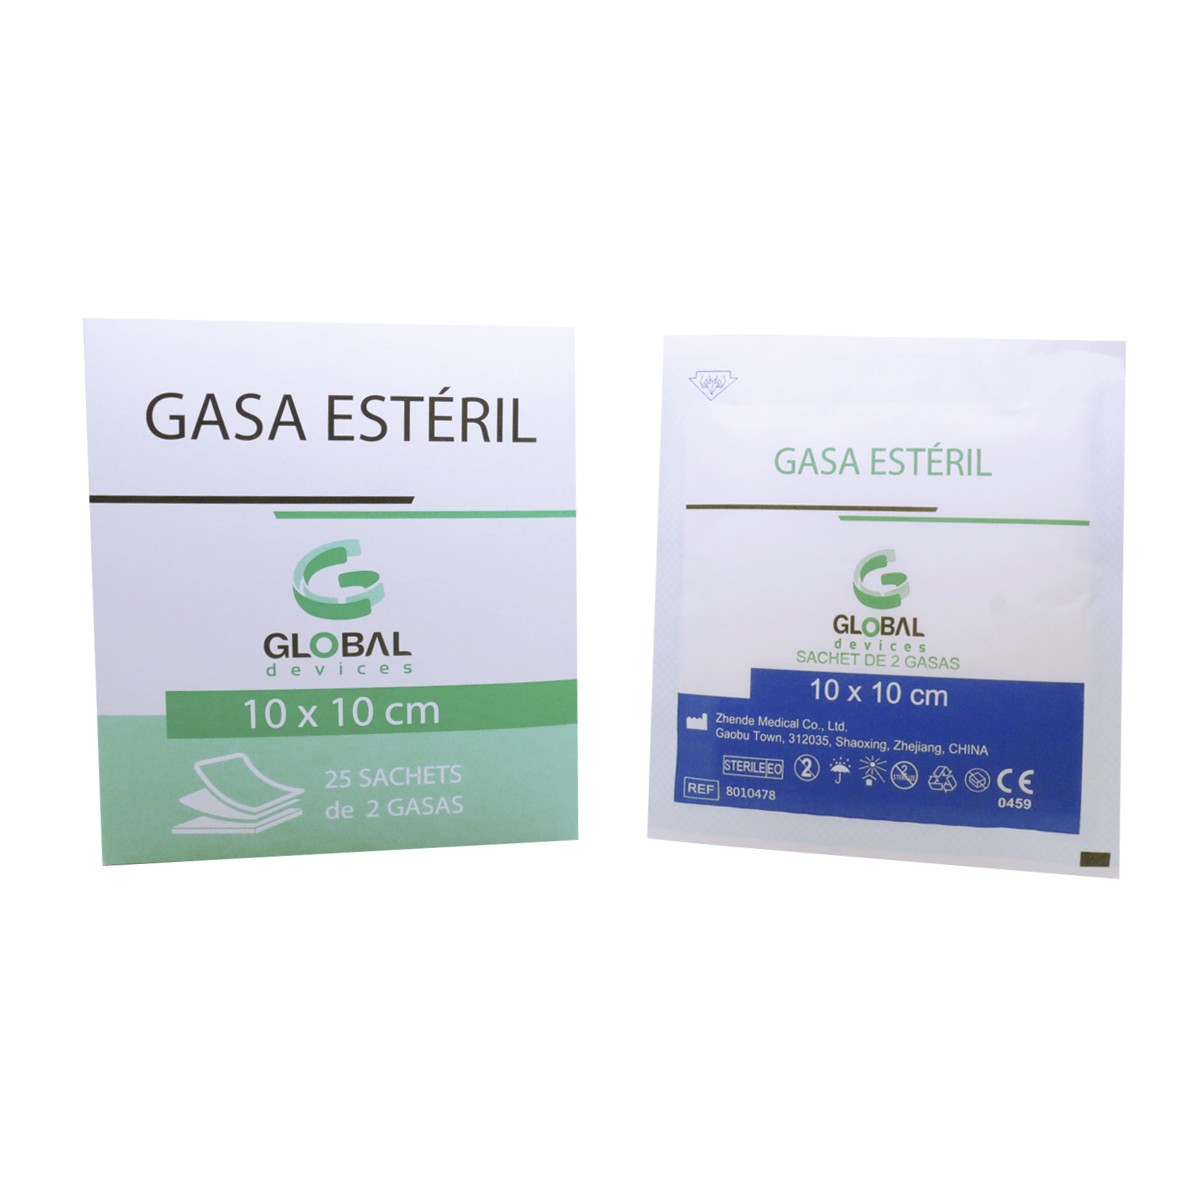 GASA ESTÉRIL
GLOBAL
devices
10 x 10 cm
25 SACHETS
de 2 GASAS
GASA ESTÉRIL
GLOBAL
devices
SACHET DE 2 GASAS
10 x 10 cm
Zhende Medical Co., Ltd.
Gaobu Town, 312035, Shaoxing, Zhejiang, CHINA
STERILE EO
2
2
STERILIZE
CE
0459
REF 8010478